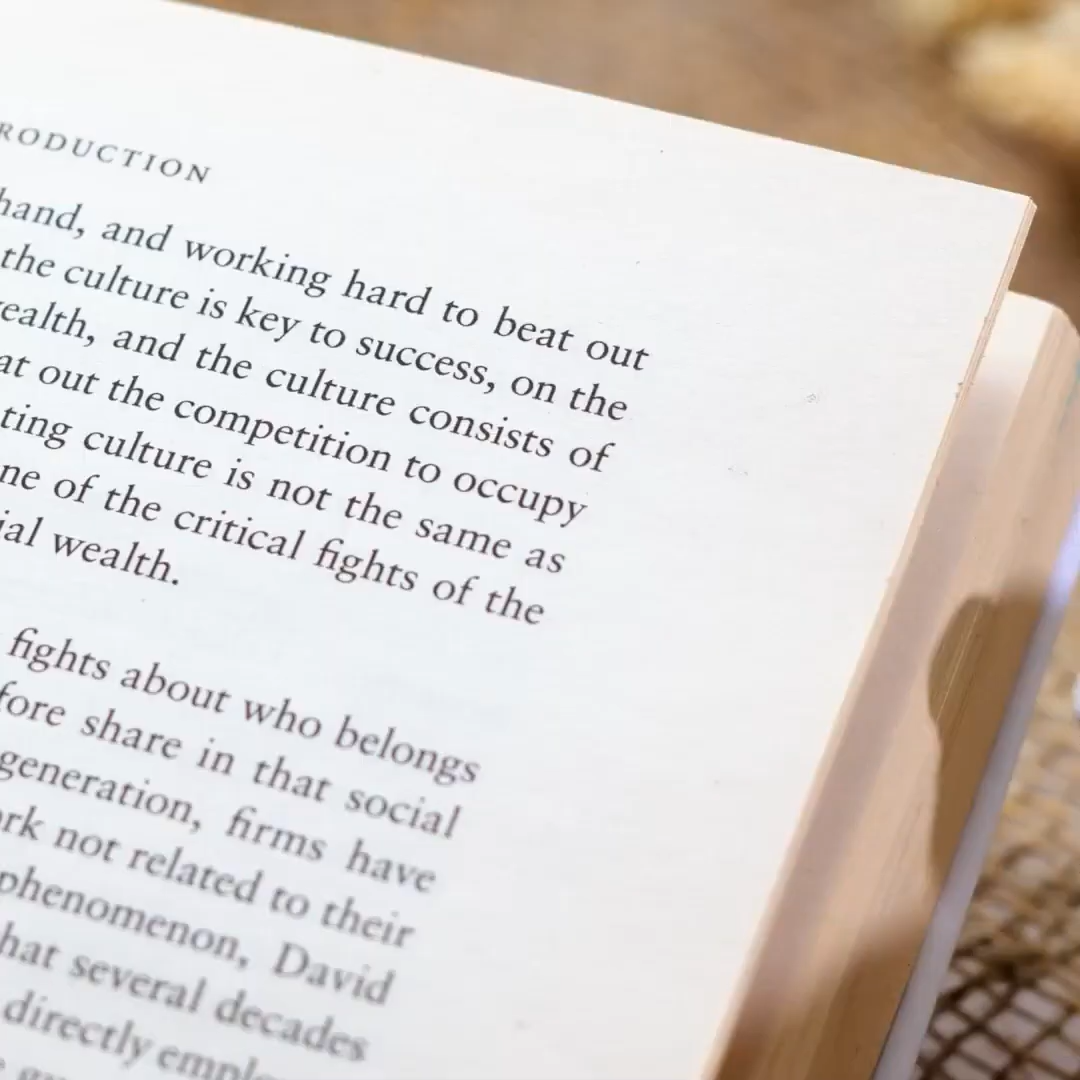 RODUCTION
hand, and working hard to beat out
the culture is key to success, on the
ealth, and the culture consists of
at out the competition to occupy
ting culture is not the same as
ne of the critical fights of the
ial wealth.
fights about who belongs
fore share in that social
generation, firms have
rk not related to their
phenomenon, David
hat several decades
directly emplo